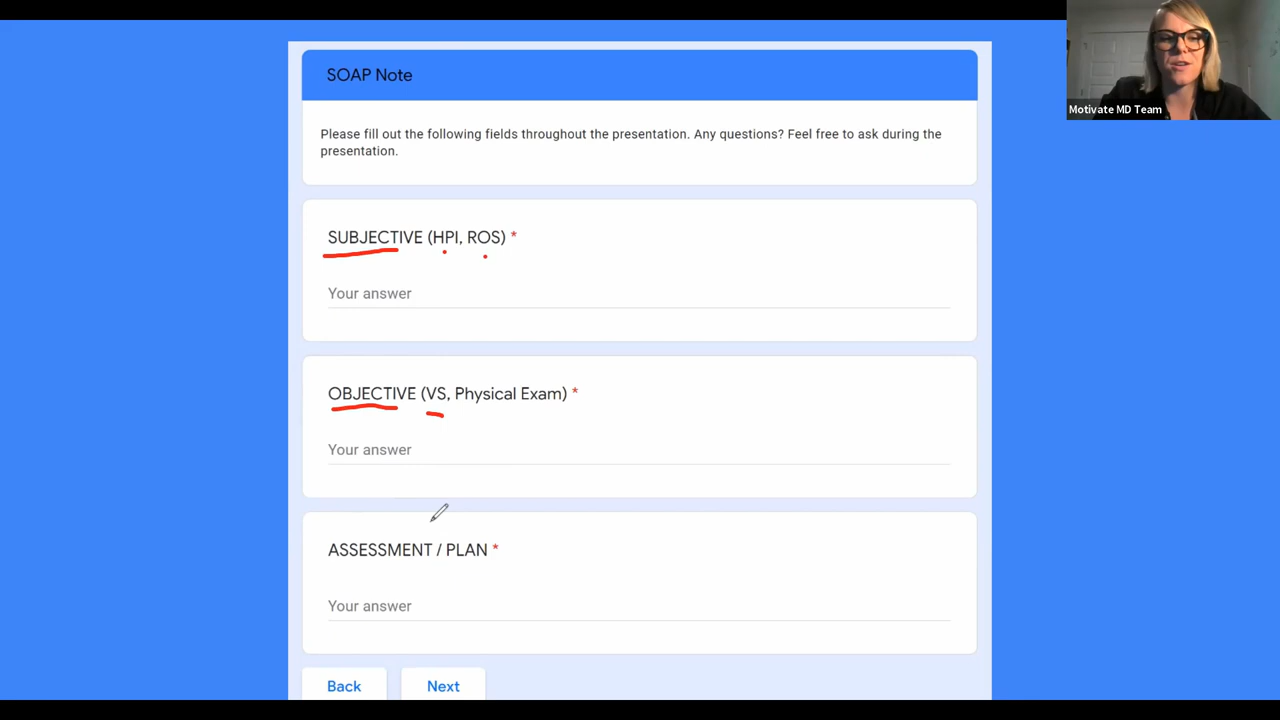 Motivate MD Team
SOAP Note
Please fill out the following fields throughout the presentation. Any questions? Feel free to ask during the
presentation.
SUBJECTIVE (HPI, ROS) *
Your answer
OBJECTIVE (VS, Physical Exam) *
Your answer
ASSESSMENT / PLAN *
Your answer
Back Next